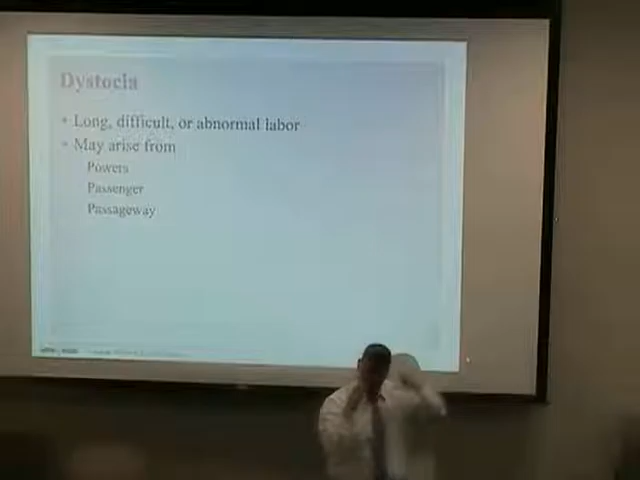 Dystocia
• Long, difficult, or abnormal labor
• May arise from
Powers
Passenger
Passageway